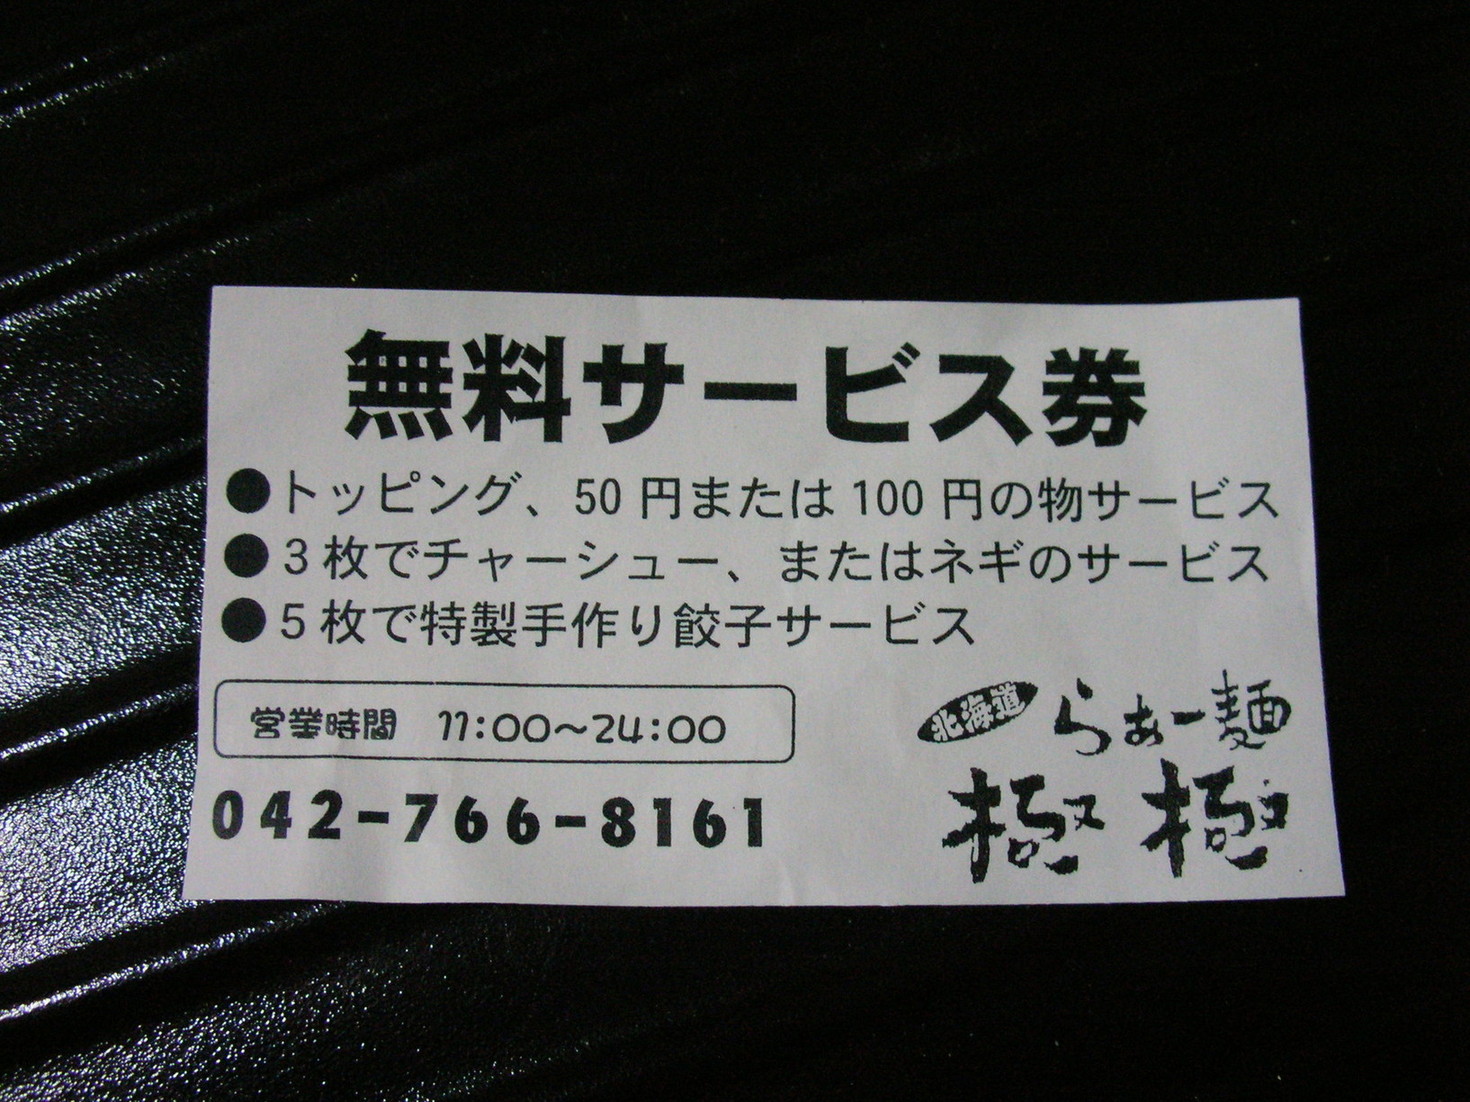 無料サービス券
●トッピング、50円または100円の物サービス
●3枚でチャーシュー、またはネギのサービス
●5枚で特製手作り餃子サービス
営業時間 11:00～24:00
042-766-8161
北海道 らぁー麺
極 極